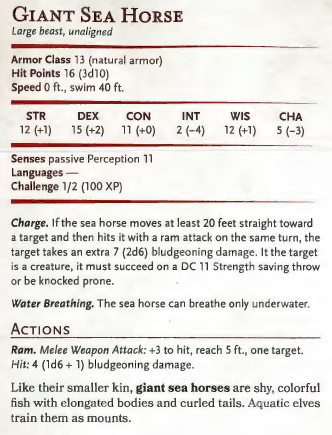 GIANT SEA HORSE
Large beast, unaligned
Armor Class 13 (natural armor)
Hit Points 16 (3d10)
Speed 0 ft., swim 40 ft.
STR DEX CON INT WIS CHA
12 (+1) 15 (+2) 11 (+0) 2 (-4) 12 (+1) 5 (-3)
Senses passive Perception 11
Languages —
Challenge 1/2 (100 XP)
Charge. If the sea horse moves at least 20 feet straight toward
a target and then hits it with a ram attack on the same turn, the
target takes an extra 7 (2d6) bludgeoning damage. It the target
is a creature, it must succeed on a DC 11 Strength saving throw
or be knocked prone.
Water Breathing. The sea horse can breathe only underwater.
ACTIONS
Ram. Melee Weapon Attack: +3 to hit, reach 5 ft., one target.
Hit: 4 (1d6 + 1) bludgeoning damage.
Like their smaller kin, giant sea horses are shy, colorful
fish with elongated bodies and curled tails. Aquatic elves
train them as mounts.